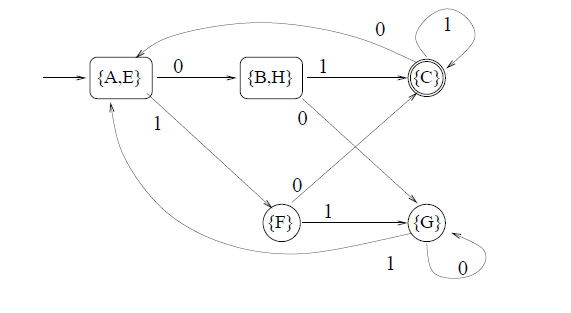 0 1
{A,E} 0 {B,H} 1 {C}
1 0
0
{F} 1 {G}
1 0